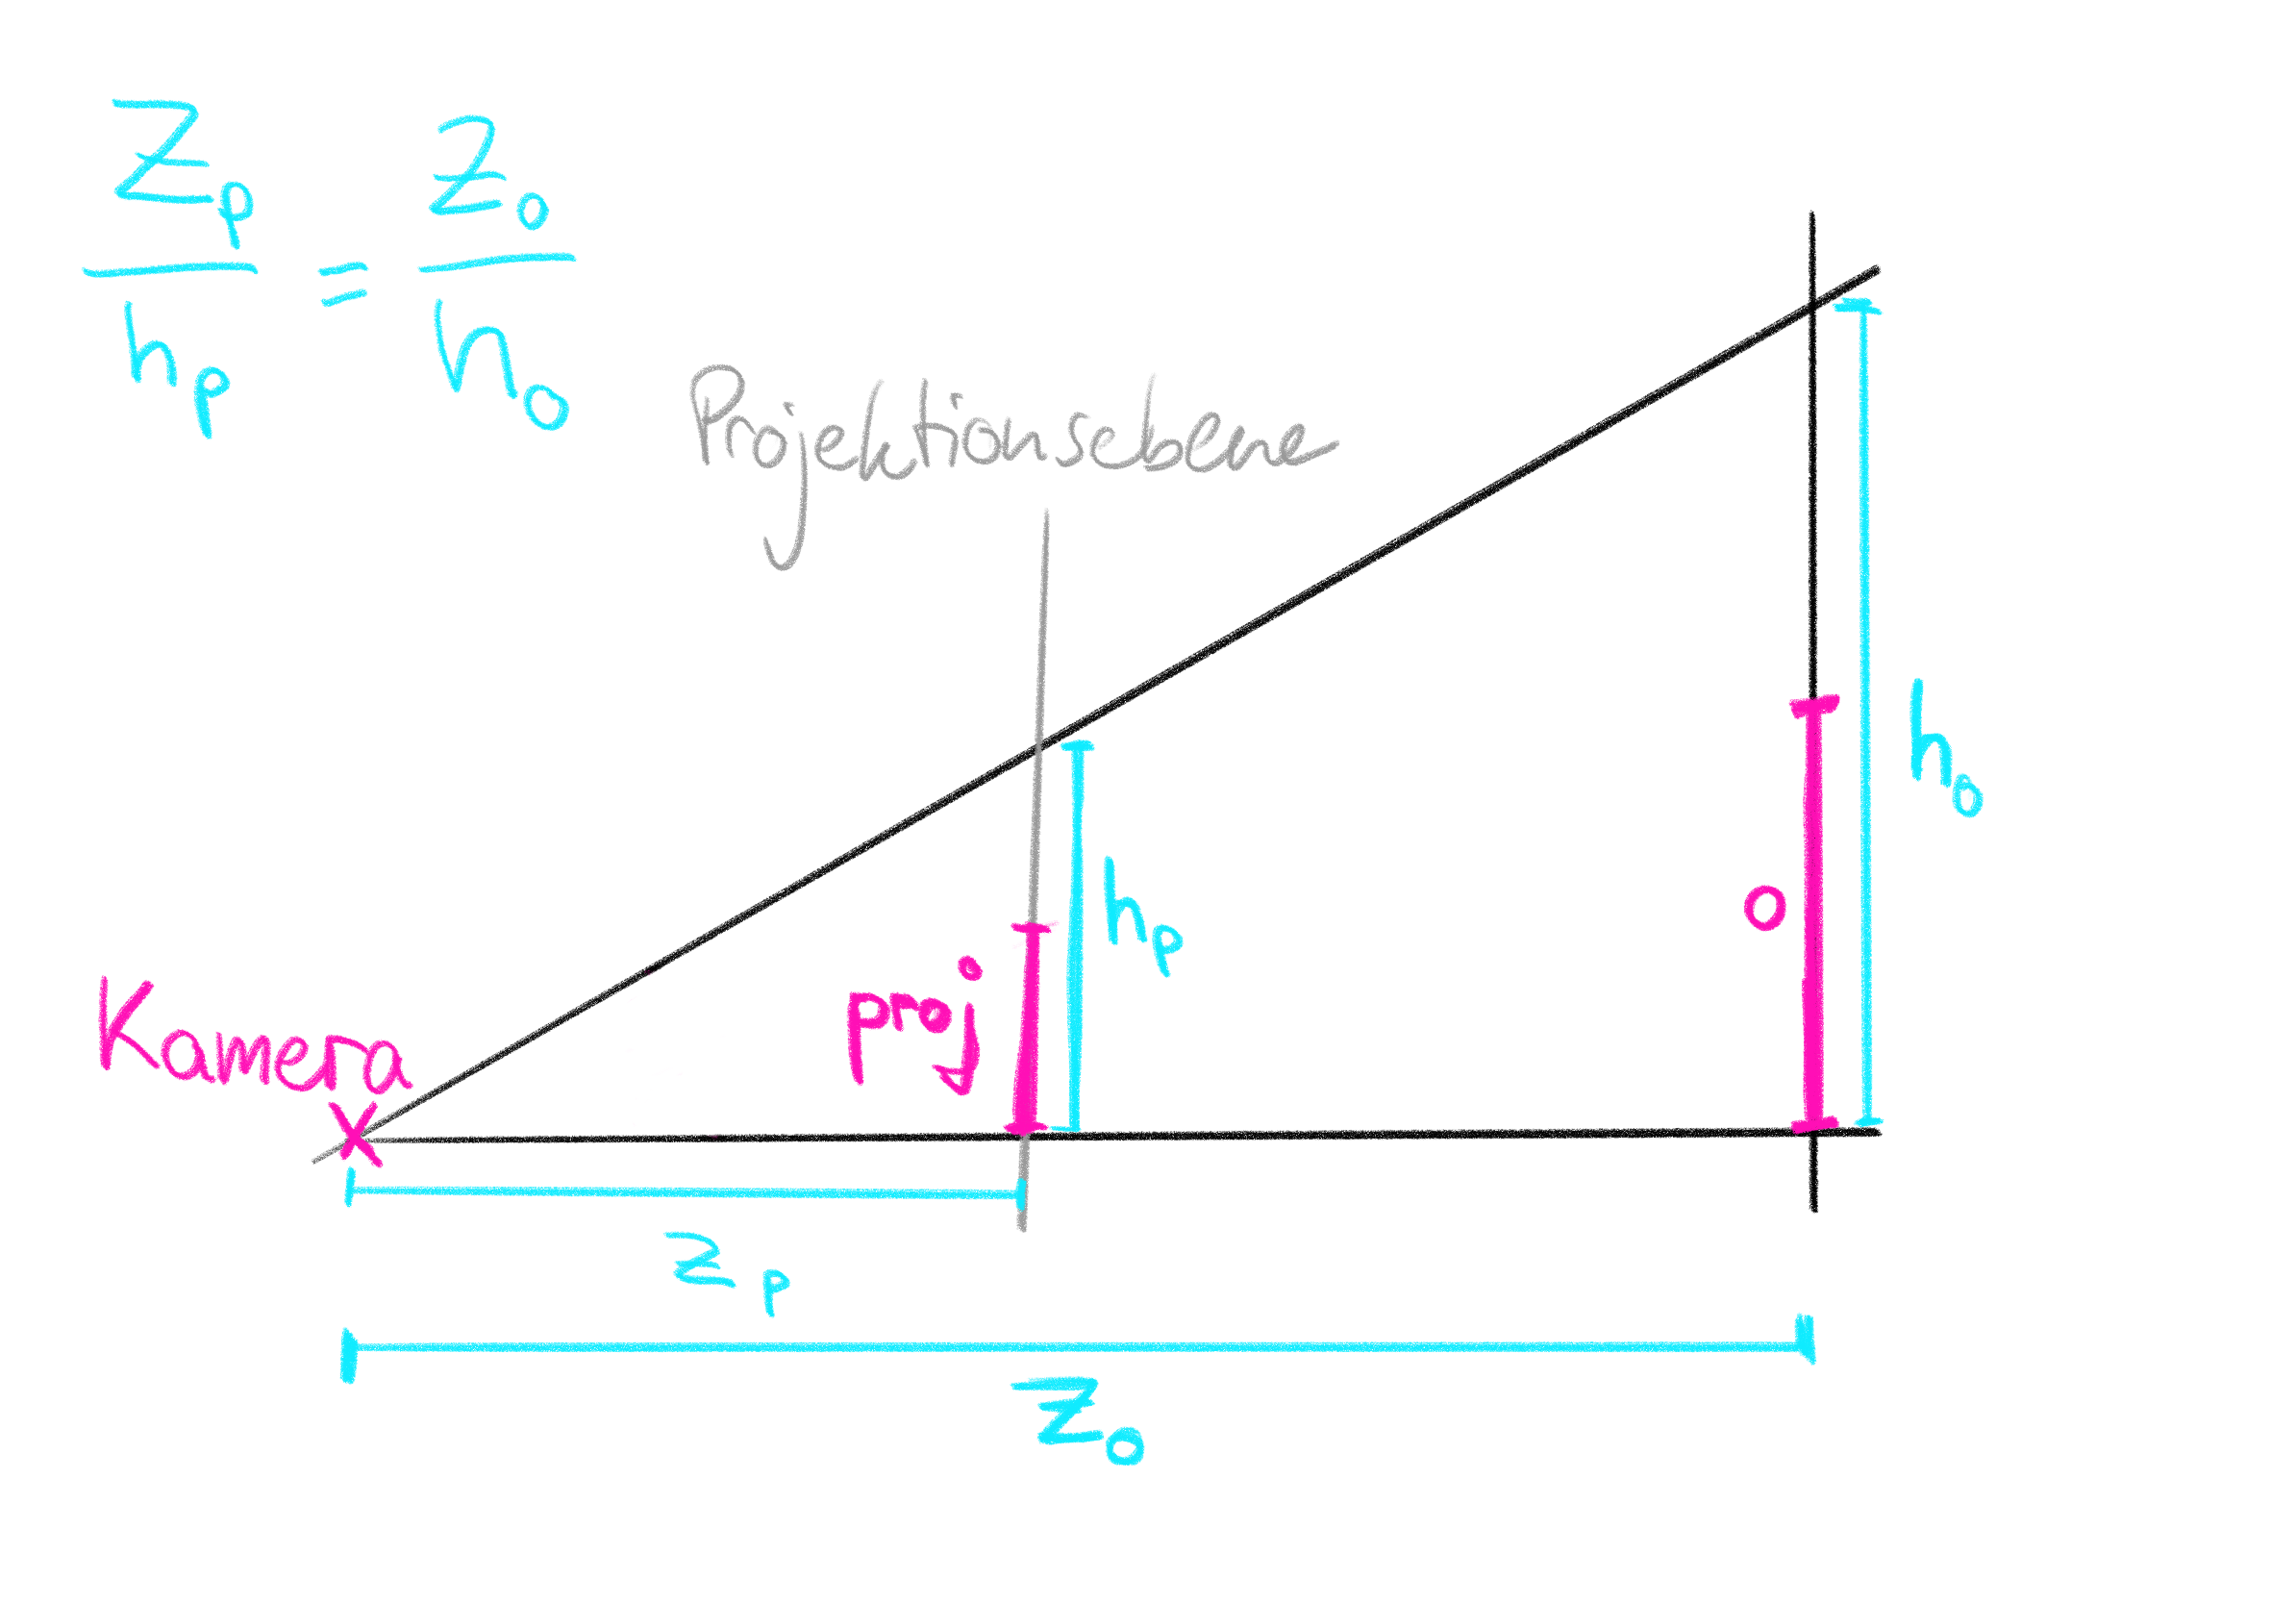 Zp = Zo
hp ho
Projektionsebene
ho
hp
o
proj
Kamera
x
zp
Zo